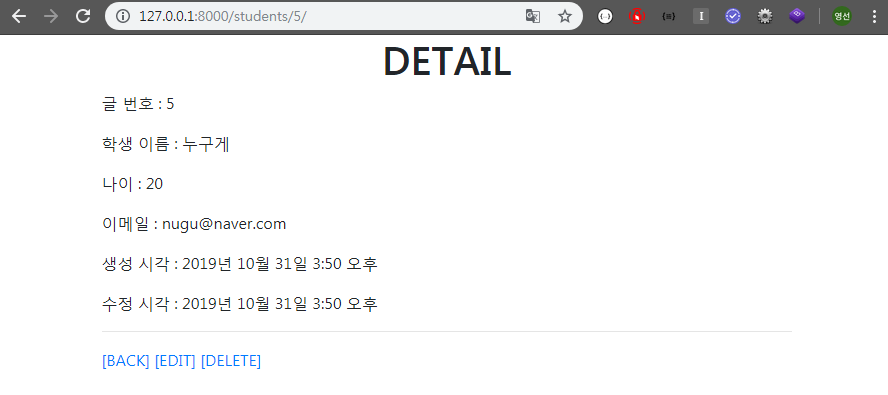 127.0.0.1:8000/students/5/
영선
DETAIL
글 번호 : 5
학생 이름 : 누구게
나이 : 20
이메일 : nugu@naver.com
생성 시각 : 2019년 10월 31일 3:50 오후
수정 시각 : 2019년 10월 31일 3:50 오후
[BACK] [EDIT] [DELETE]